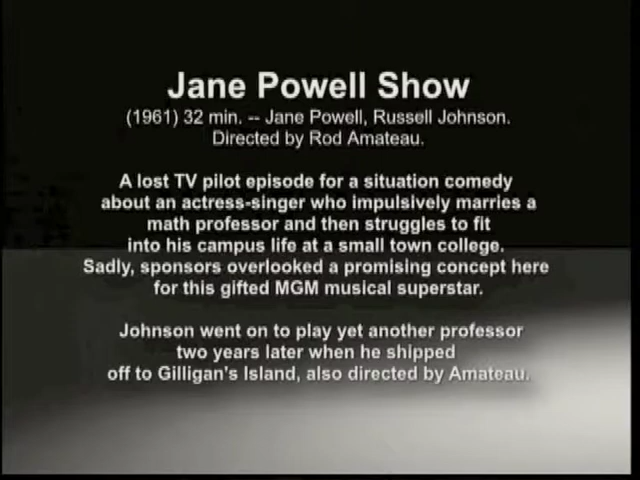 Jane Powell Show
(1961) 32 min. -- Jane Powell, Russell Johnson.
Directed by Rod Amateau.
A lost TV pilot episode for a situation comedy
about an actress-singer who impulsively marries a
math professor and then struggles to fit
into his campus life at a small town college.
Sadly, sponsors overlooked a promising concept here
for this gifted MGM musical superstar.
Johnson went on to play yet another professor
two years later when he shipped
off to Gilligan's Island, also directed by Amateau.